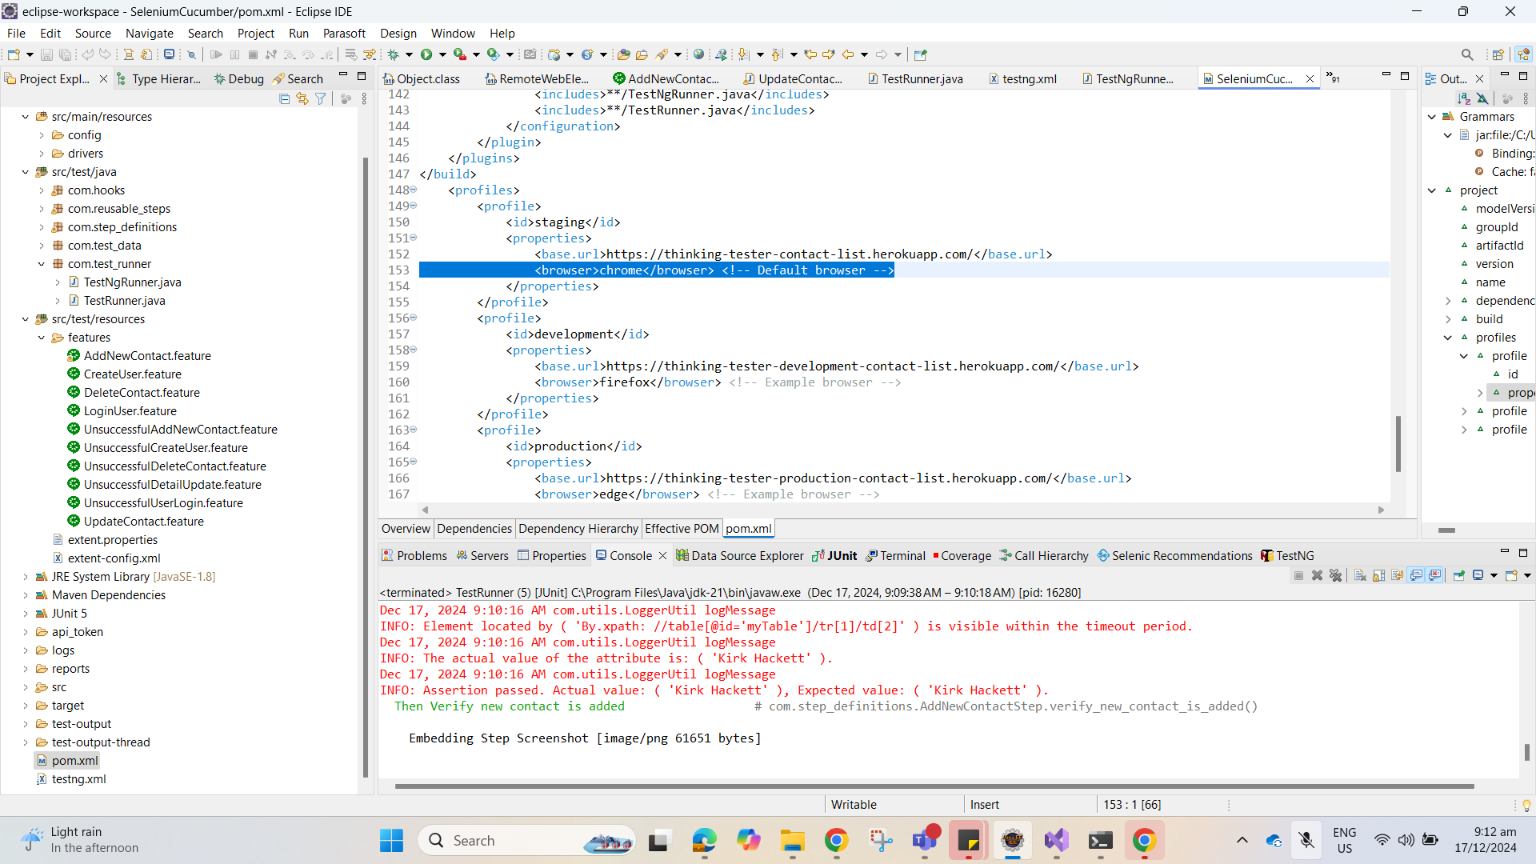 eclipse-workspace - SeleniumCucumber/pom.xml - Eclipse IDE
File Edit Source Navigate Search Project Run Parasoft Design Window Help
Project Expl... Type Hierar... Debug Search
src/main/resources
config
drivers
src/test/java
com.hooks
com.reusable_steps
com.step_definitions
com.test_data
com.test_runner
TestNgRunner.java
TestRunner.java
src/test/resources
features
AddNewContact.feature
CreateUser.feature
DeleteContact.feature
LoginUser.feature
UnsuccessfulAddNewContact.feature
UnsuccessfulCreateUser.feature
UnsuccessfulDeleteContact.feature
UnsuccessfulDetailUpdate.feature
UnsuccessfulUserLogin.feature
UpdateContact.feature
extent.properties
extent-config.xml
JRE System Library [JavaSE-1.8]
Maven Dependencies
JUnit 5
api_token
logs
reports
src
target
test-output
test-output-thread
pom.xml
testng.xml
Object.class RemoteWebEle... AddNewContac... UpdateContac... TestRunner.java testng.xml TestNgRunne... SeleniumCuc... 91
142 <includes>**/TestNgRunner.java</includes>
143 <includes>**/TestRunner.java</includes>
144 </configuration>
145 </plugin>
146 </plugins>
147 </build>
148 <profiles>
149 <profile>
150 <id>staging</id>
151 <properties>
152 <base.url>https://thinking-tester-contact-list.herokuapp.com/</base.url>
153 <browser>chrome</browser> <!-- Default browser -->
154 </properties>
155 </profile>
156 <profile>
157 <id>development</id>
158 <properties>
159 <base.url>https://thinking-tester-development-contact-list.herokuapp.com/</base.url>
160 <browser>firefox</browser> <!-- Example browser -->
161 </properties>
162 </profile>
163 <profile>
164 <id>production</id>
165 <properties>
166 <base.url>https://thinking-tester-production-contact-list.herokuapp.com/</base.url>
167 <browser>edge</browser> <!-- Example browser -->
Overview Dependencies Dependency Hierarchy Effective POM pom.xml
Problems Servers Properties Console Data Source Explorer JUnit Terminal Coverage Call Hierarchy Selenic Recommendations TestNG
<terminated> TestRunner (5) [JUnit] C:\Program Files\Java\jdk-21\bin\javaw.exe (Dec 17, 2024, 9:09:38 AM – 9:10:18 AM) [pid: 16280]
Dec 17, 2024 9:10:16 AM com.utils.LoggerUtil logMessage
INFO: Element located by ( 'By.xpath: //table[@id='myTable']/tr[1]/td[2]' ) is visible within the timeout period.
Dec 17, 2024 9:10:16 AM com.utils.LoggerUtil logMessage
INFO: The actual value of the attribute is: ( 'Kirk Hackett' ).
Dec 17, 2024 9:10:16 AM com.utils.LoggerUtil logMessage
INFO: Assertion passed. Actual value: ( 'Kirk Hackett' ), Expected value: ( 'Kirk Hackett' ).
Then Verify new contact is added # com.step_definitions.AddNewContactStep.verify_new_contact_is_added()
Embedding Step Screenshot [image/png 61651 bytes]
Out...
Grammars
jar:file:/C:/U
Binding:
Cache: fa
project
modelVersi
groupId
artifactId
version
name
dependenc
build
profiles
profile
id
prope
profile
profile
Writable Insert 153 : 1 [66]
Light rain
In the afternoon
Search
ENG
US
9:12 am
17/12/2024